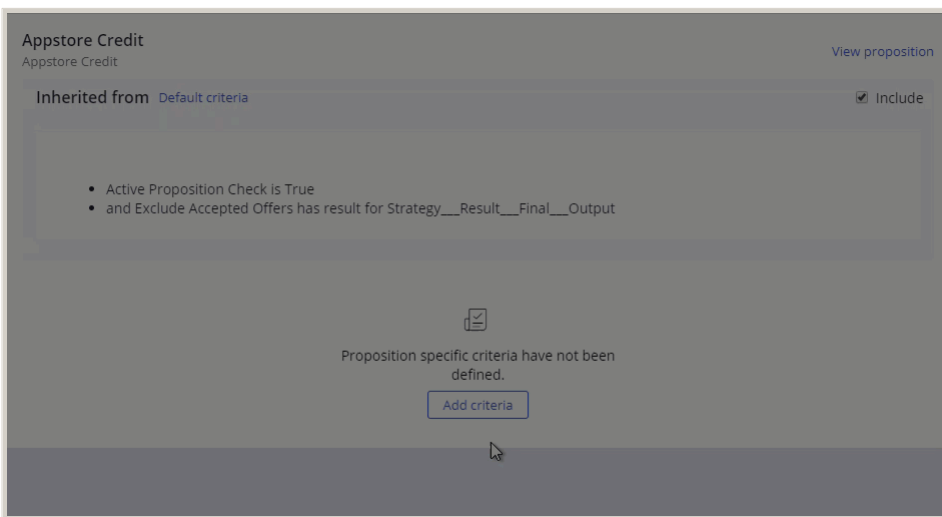 Appstore Credit
Appstore Credit
View proposition
Inherited from Default criteria
Include
Active Proposition Check is True
and Exclude Accepted Offers has result for Strategy___Result___Final___Output
Proposition specific criteria have not been
defined.
Add criteria